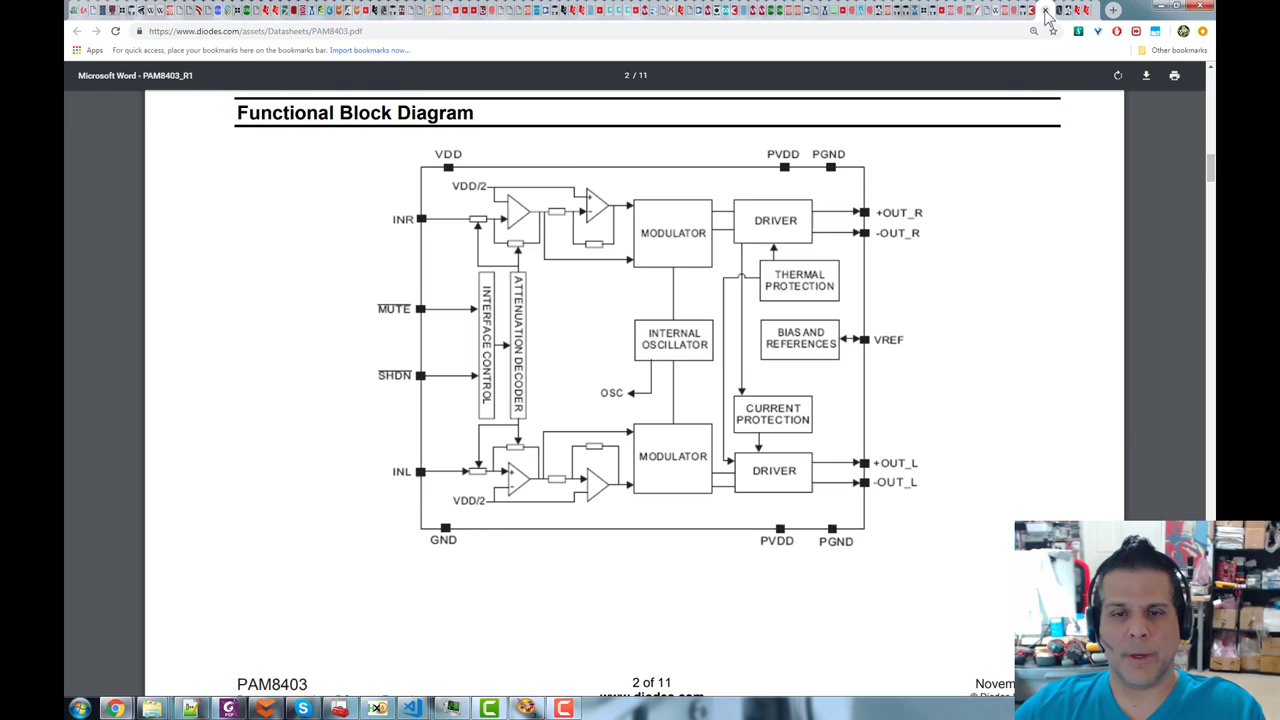 https://www.diodes.com/assets/Datasheets/PAM8403.pdf
Apps
For quick access, place your bookmarks here on the bookmarks bar. Import bookmarks now...
Other bookmarks
Microsoft Word - PAM8403_R1
2 / 11
Functional Block Diagram
VDD
PVDD
PGND
VDD/2
INR
MODULATOR
DRIVER
+OUT_R
-OUT_R
THERMAL
PROTECTION
MUTE
INTERFACE CONTROL
ATTENUATION DECODER
INTERNAL
OSCILLATOR
BIAS AND
REFERENCES
VREF
SHDN
OSC
CURRENT
PROTECTION
INL
MODULATOR
DRIVER
+OUT_L
-OUT_L
VDD/2
GND
PVDD
PGND
PAM8403
2 of 11
www.diodes.com
Novem